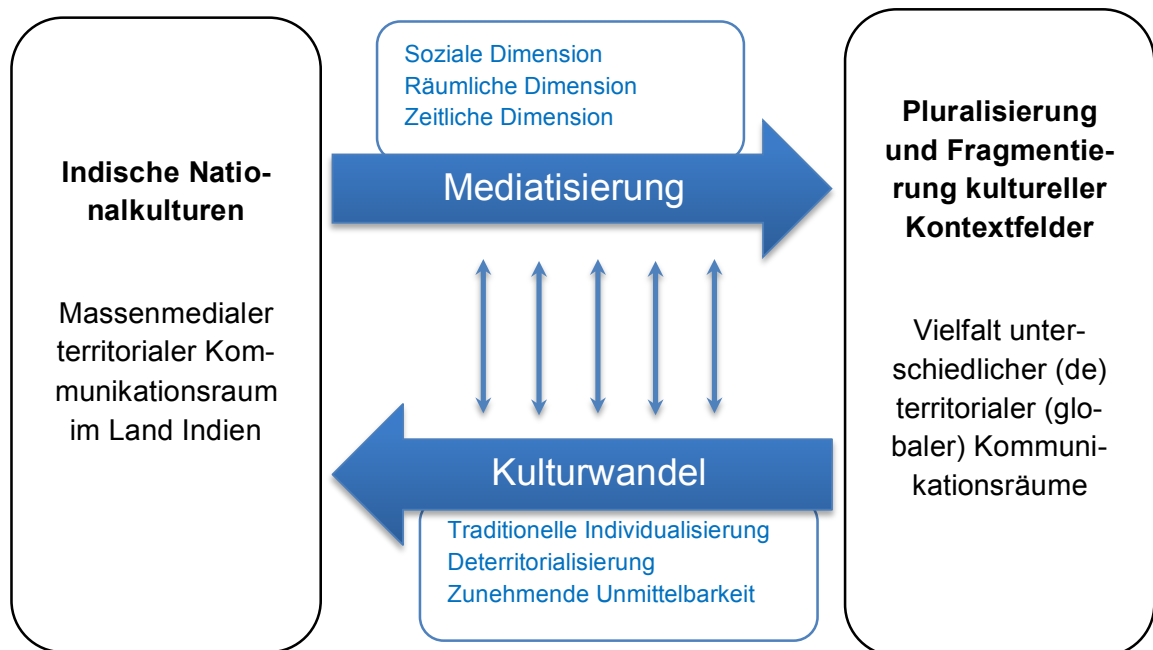 Indische Natio-
nalkulturen
Massenmedialer
territorialer Kom-
munikationsraum
im Land Indien
Soziale Dimension
Räumliche Dimension
Zeitliche Dimension
Mediatisierung
Kulturwandel
Traditionelle Individualisierung
Deterritorialisierung
Zunehmende Unmittelbarkeit
Pluralisierung
und Fragmentie-
rung kultureller
Kontextfelder
Vielfalt unter-
schiedlicher (de)
territorialer (glo-
baler) Kommuni-
kationsräume